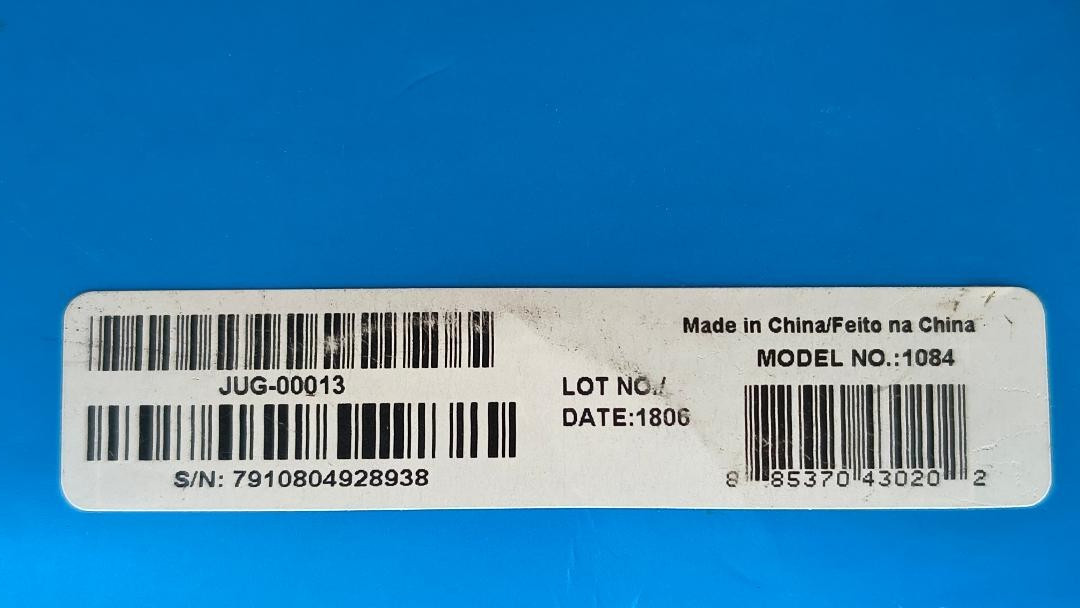 JUG-00013
S/N: 7910804928938
LOT NO./
DATE:1806
Made in China/Feito na China
MODEL NO.:1084
8 85370 43020 2